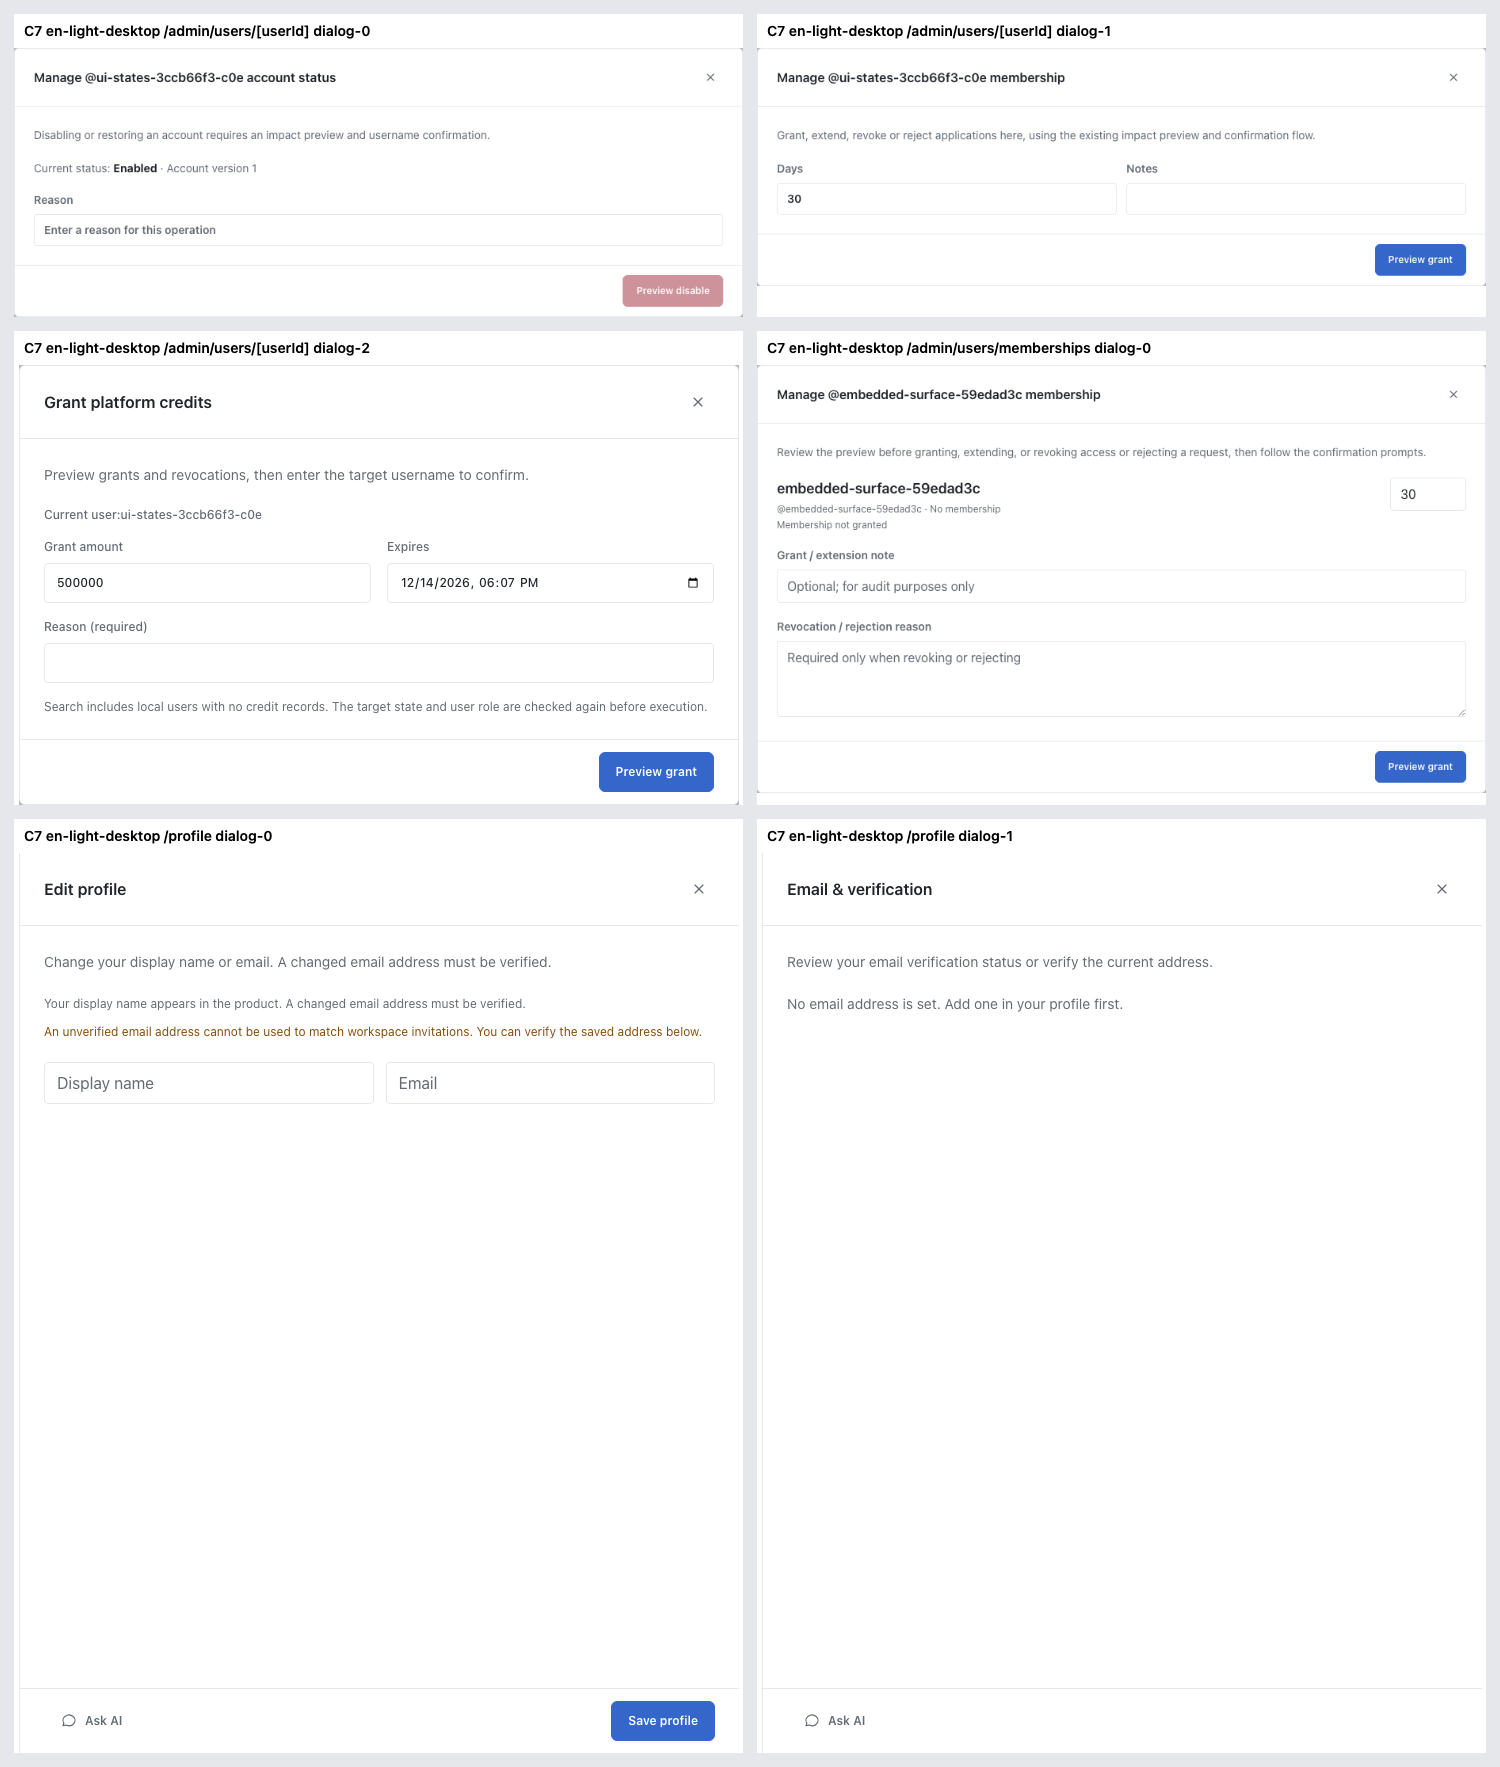 C7 en-light-desktop /admin/users/[userId] dialog-0
Manage @ui-states-3ccb66f3-c0e account status
Disabling or restoring an account requires an impact preview and username confirmation.
Current status: Enabled · Account version 1
Reason
Enter a reason for this operation
Preview disable
C7 en-light-desktop /admin/users/[userId] dialog-1
Manage @ui-states-3ccb66f3-c0e membership
Grant, extend, revoke or reject applications here, using the existing impact preview and confirmation flow.
Days
Notes
30
Preview grant
C7 en-light-desktop /admin/users/[userId] dialog-2
Grant platform credits
Preview grants and revocations, then enter the target username to confirm.
Current user:ui-states-3ccb66f3-c0e
Grant amount
Expires
500000
12/14/2026, 06:07 PM
Reason (required)
Search includes local users with no credit records. The target state and user role are checked again before execution.
Preview grant
C7 en-light-desktop /admin/users/memberships dialog-0
Manage @embedded-surface-59edad3c membership
Review the preview before granting, extending, or revoking access or rejecting a request, then follow the confirmation prompts.
embedded-surface-59edad3c
30
@embedded-surface-59edad3c · No membership
Membership not granted
Grant / extension note
Optional; for audit purposes only
Revocation / rejection reason
Required only when revoking or rejecting
Preview grant
C7 en-light-desktop /profile dialog-0
Edit profile
Change your display name or email. A changed email address must be verified.
Your display name appears in the product. A changed email address must be verified.
An unverified email address cannot be used to match workspace invitations. You can verify the saved address below.
Display name
Email
Ask AI
Save profile
C7 en-light-desktop /profile dialog-1
Email & verification
Review your email verification status or verify the current address.
No email address is set. Add one in your profile first.
Ask AI